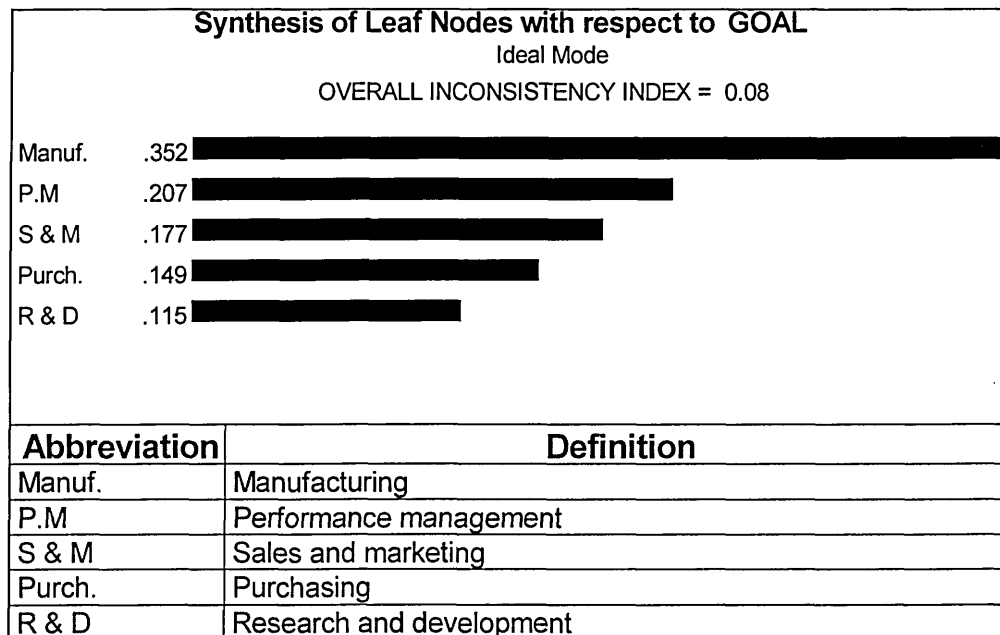 Synthesis of Leaf Nodes with respect to GOAL
Ideal Mode
OVERALL INCONSISTENCY INDEX = 0.08
Manuf. .352
P.M .207
S & M .177
Purch. .149
R & D .115
Abbreviation Definition
Manuf. Manufacturing
P.M Performance management
S & M Sales and marketing
Purch. Purchasing
R & D Research and development